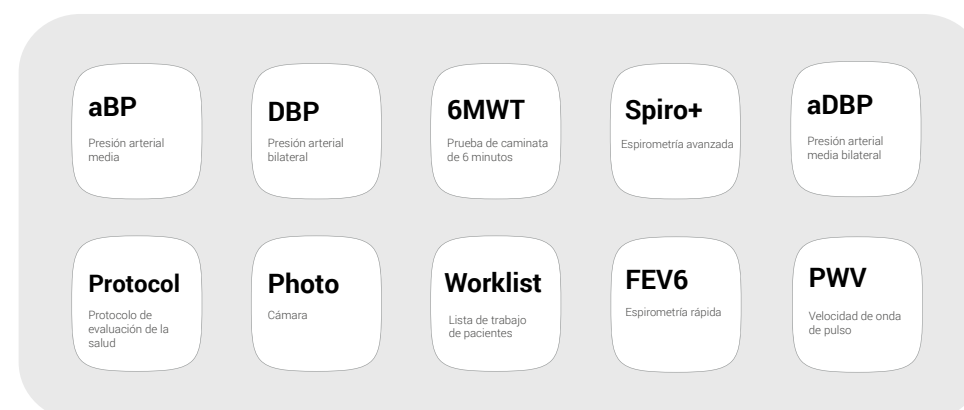 aBP
Presión arterial
media
DBP
Presión arterial
bilateral
6MWT
Prueba de caminata
de 6 minutos
Spiro+
Espirometría avanzada
aDBP
Presión arterial
media bilateral
Protocol
Protocolo de
evaluación de la
salud
Photo
Cámara
Worklist
Lista de trabajo
de pacientes
FEV6
Espirometría rápida
PWV
Velocidad de onda
de pulso